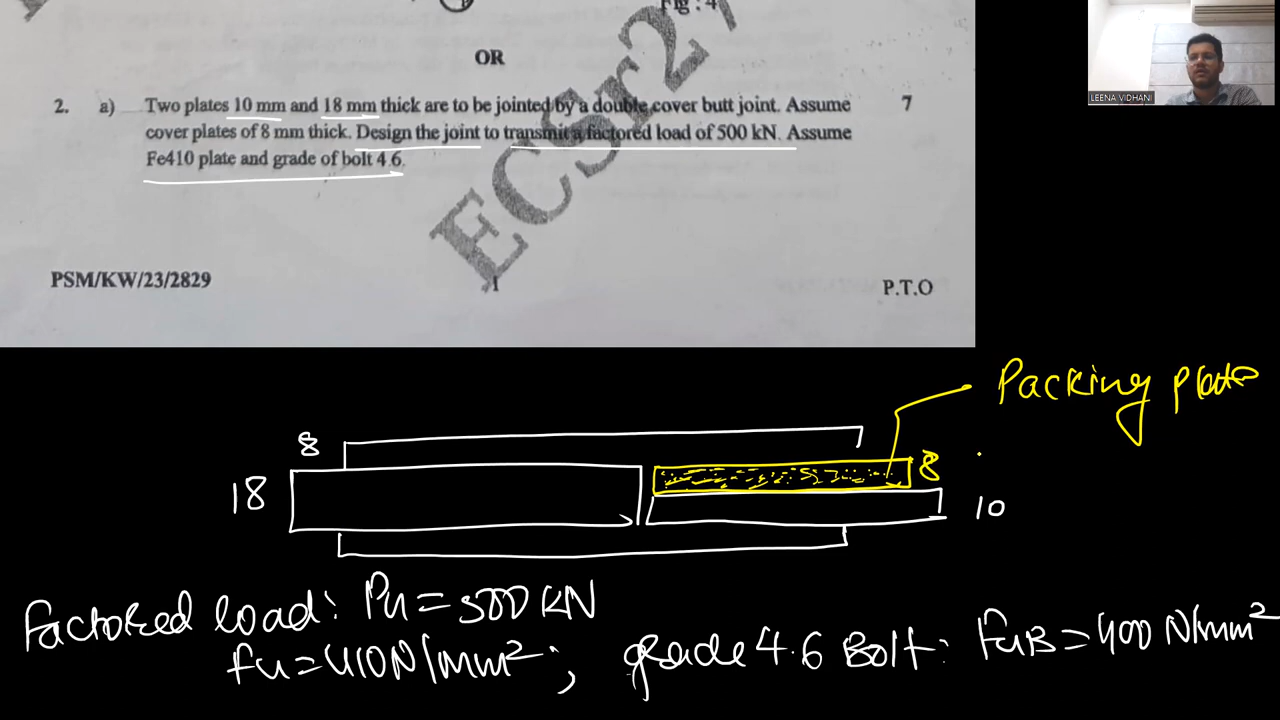 Fig : 4
OR
2. a) Two plates 10 mm and 18 mm thick are to be jointed by a double cover butt joint. Assume 7
cover plates of 8 mm thick. Design the joint to transmit a factored load of 500 kN. Assume
Fe410 plate and grade of bolt 4.6.
ECSr27
PSM/KW/23/2829 1 P.T.O
LEENA VIDHANI
Packing plate
8
8
18
10
Factored load: Pu = 500 KN
fu = 410 N/mm²; grade 4.6 Bolt: FuB = 400 N/mm²